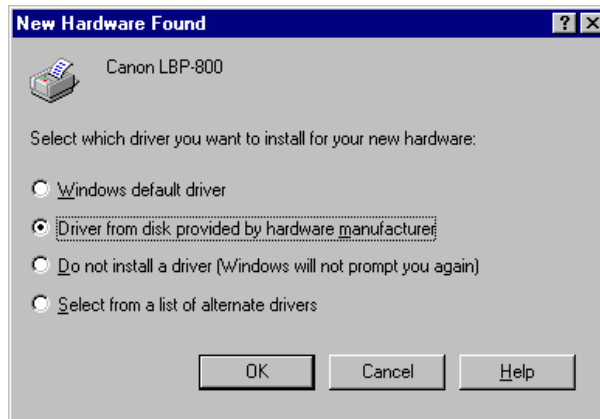 New Hardware Found
Canon LBP-800
Select which driver you want to install for your new hardware:
Windows default driver
Driver from disk provided by hardware manufacturer
Do not install a driver (Windows will not prompt you again)
Select from a list of alternate drivers
OK Cancel Help